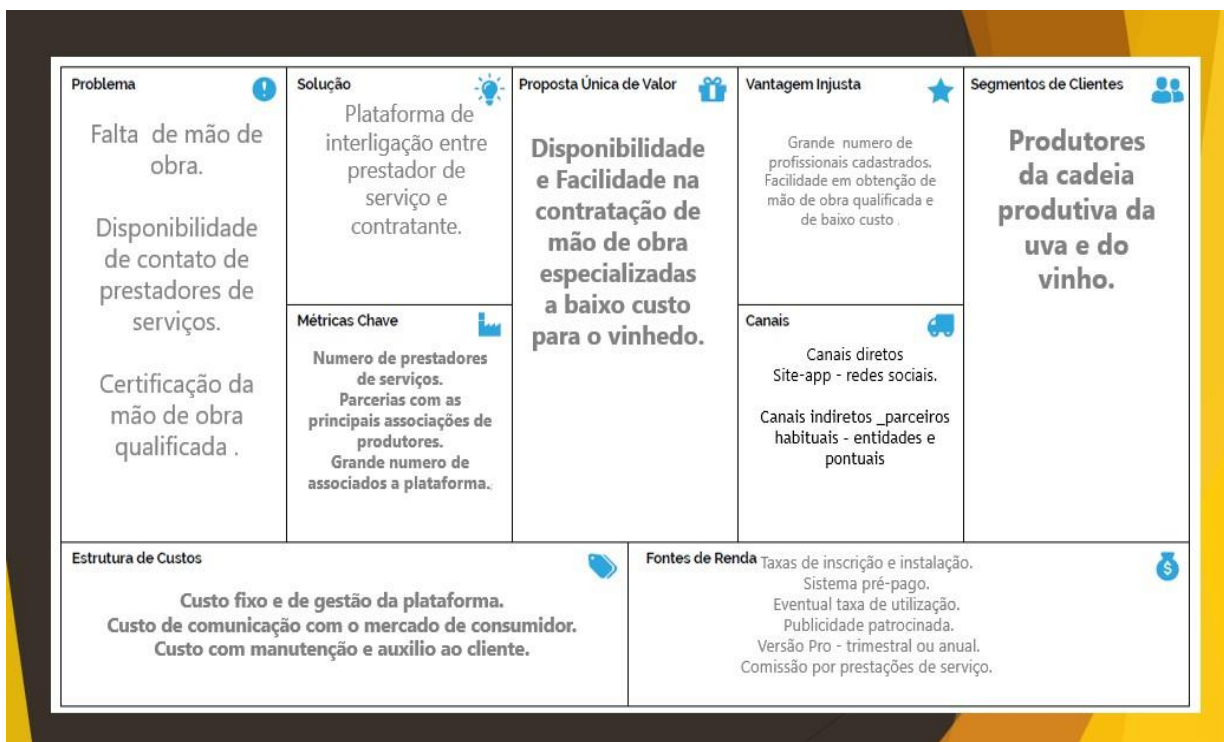 Problema
Falta de mão de
obra.
Disponibilidade
de contato de
prestadores de
serviços.
Certificação da
mão de obra
qualificada .
Solução
Plataforma de
interligação entre
prestador de
serviço e
contratante.
Métricas Chave
Numero de prestadores
de serviços.
Parcerias com as
principais associações de
produtores.
Grande numero de
associados a plataforma.
Proposta Única de Valor
Disponibilidade
e Facilidade na
contratação de
mão de obra
especializadas
a baixo custo
para o vinhedo.
Vantagem Injusta
Grande numero de
profissionais cadastrados.
Facilidade em obtenção de
mão de obra qualificada e
de baixo custo .
Canais
Canais diretos
Site-app - redes sociais.
Canais indiretos _parceiros
habituais - entidades e
pontuais
Segmentos de Clientes
Produtores
da cadeia
produtiva da
uva e do
vinho.
Estrutura de Custos
Custo fixo e de gestão da plataforma.
Custo de comunicação com o mercado de consumidor.
Custo com manutenção e auxilio ao cliente.
Fontes de Renda
Taxas de inscrição e instalação.
Sistema pré-pago.
Eventual taxa de utilização.
Publicidade patrocinada.
Versão Pro - trimestral ou anual.
Comissão por prestações de serviço.